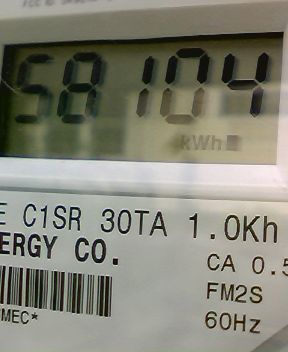 58104
kWh
E C1SR 30TA 1.0Kh
ERGY CO.
CA 0.5
FM2S
MEC*
60Hz